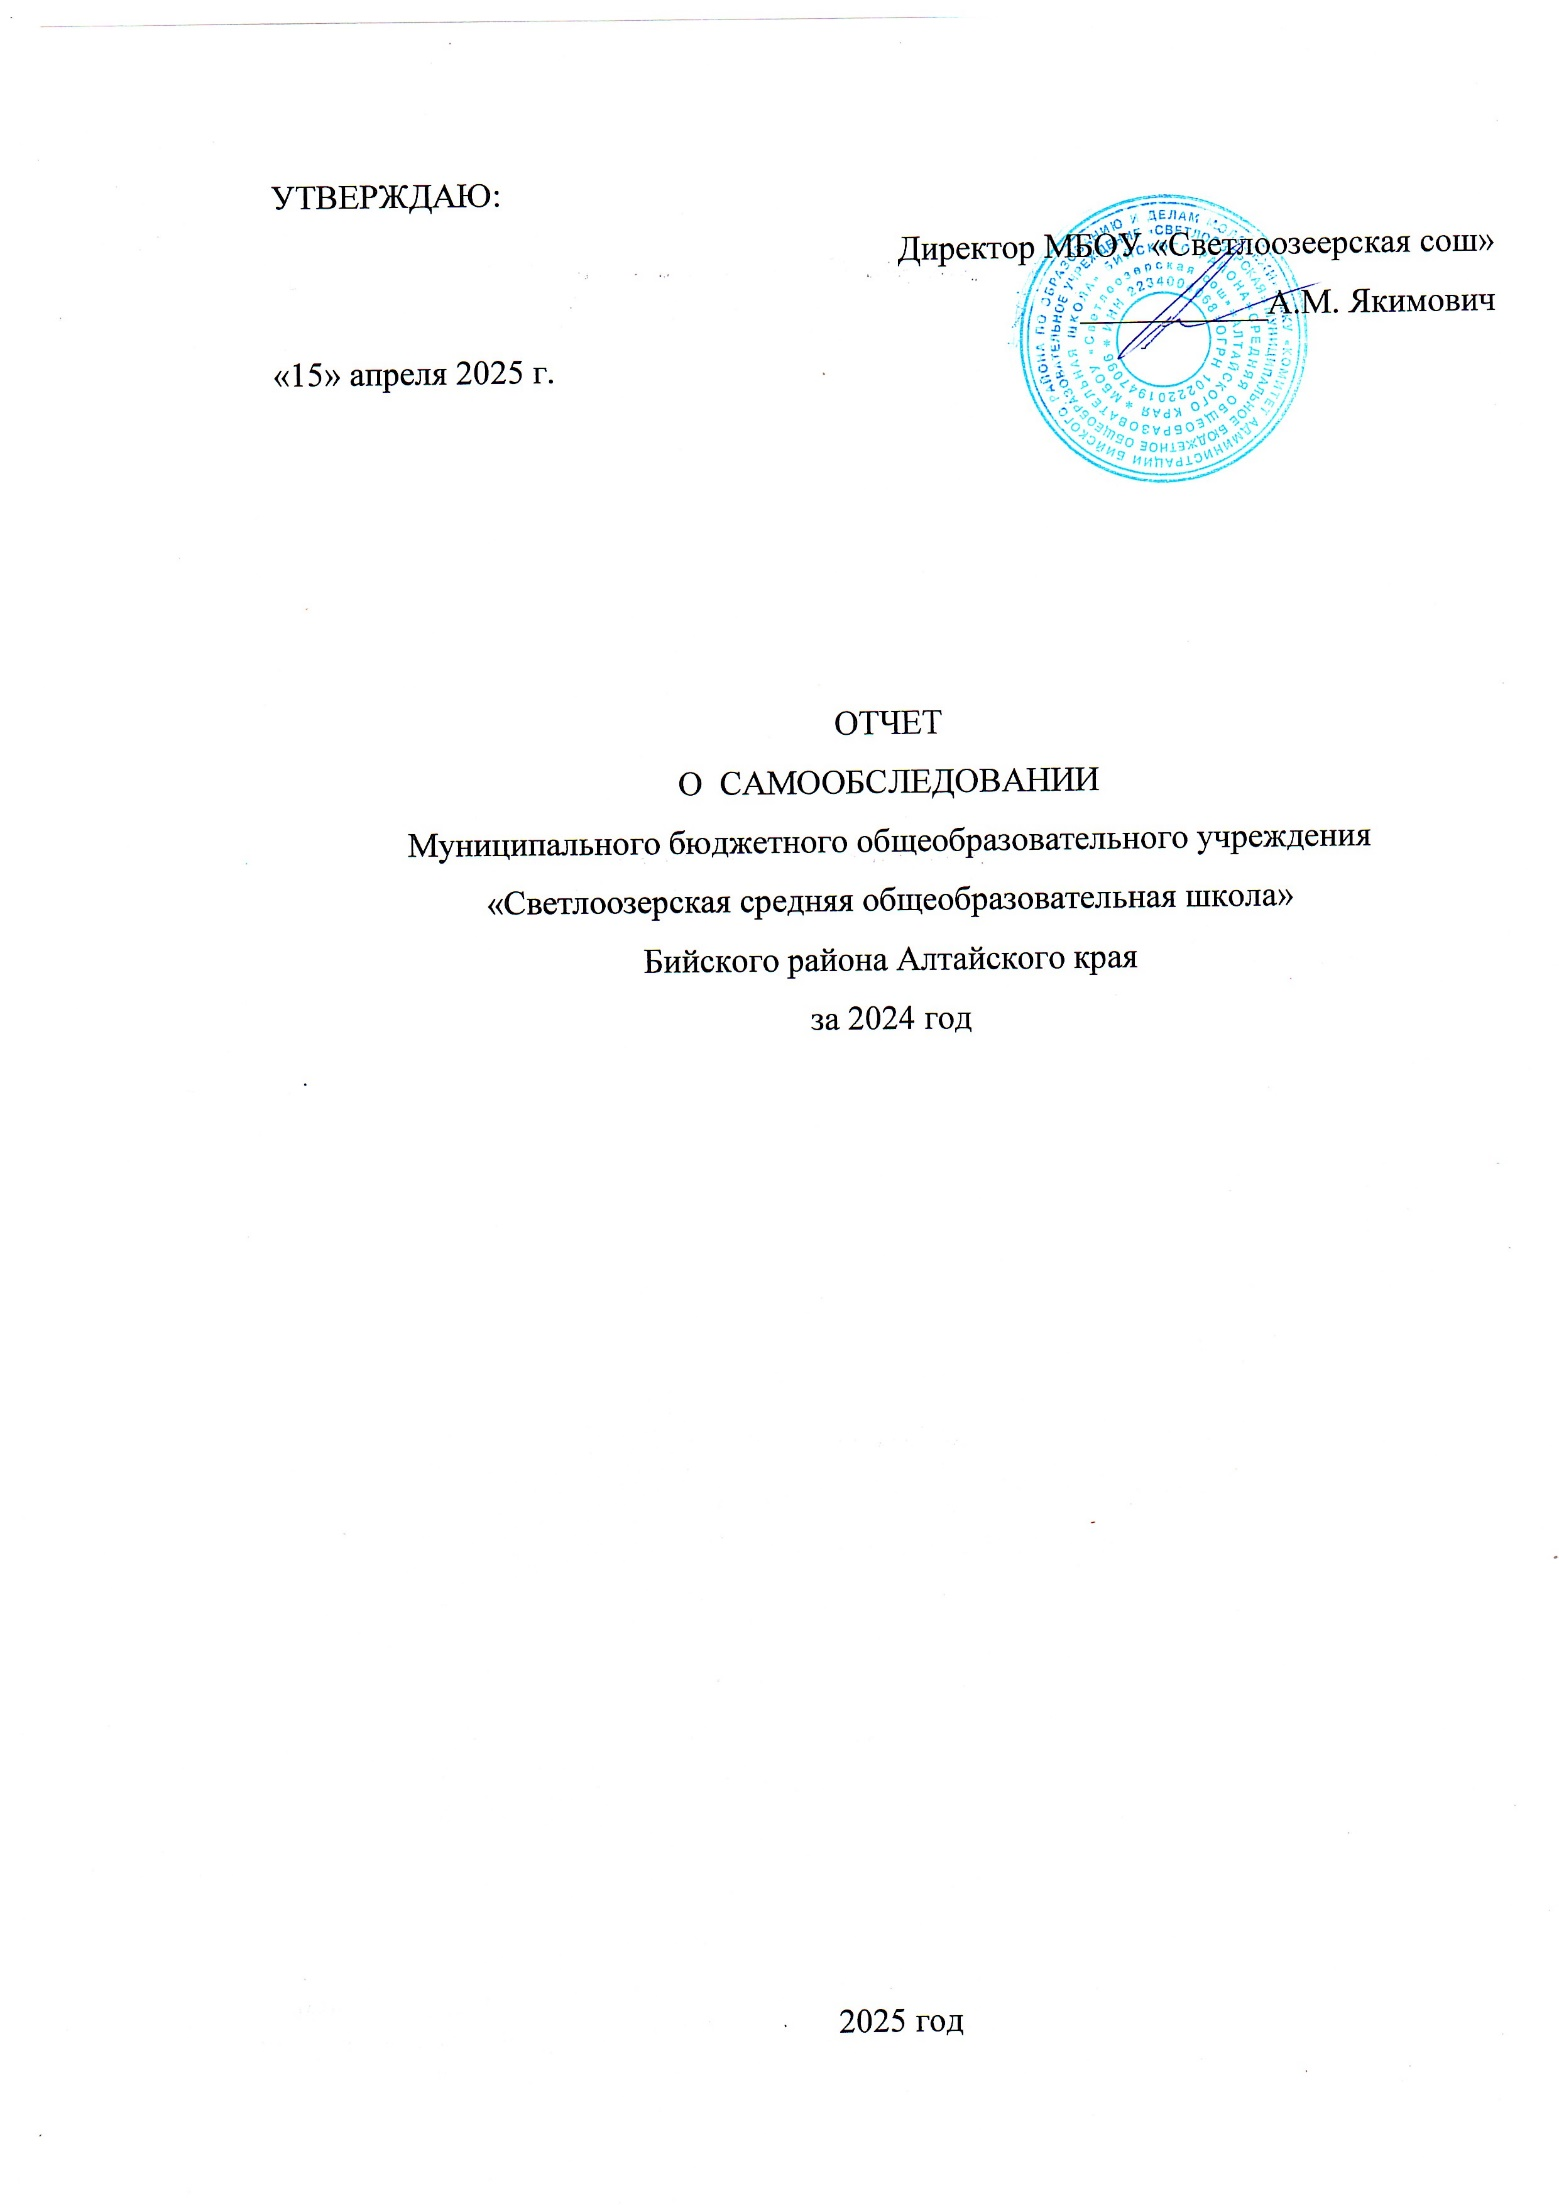 УТВЕРЖДАЮ:
Директор МБОУ «Светлоозеерская сош»
____________А.М. Якимович
«15» апреля 2025 г.
ОТЧЕТ
О САМООБСЛЕДОВАНИИ
Муниципального бюджетного общеобразовательного учреждения
«Светлоозерская средняя общеобразовательная школа»
Бийского района Алтайского края
за 2024 год
2025 год